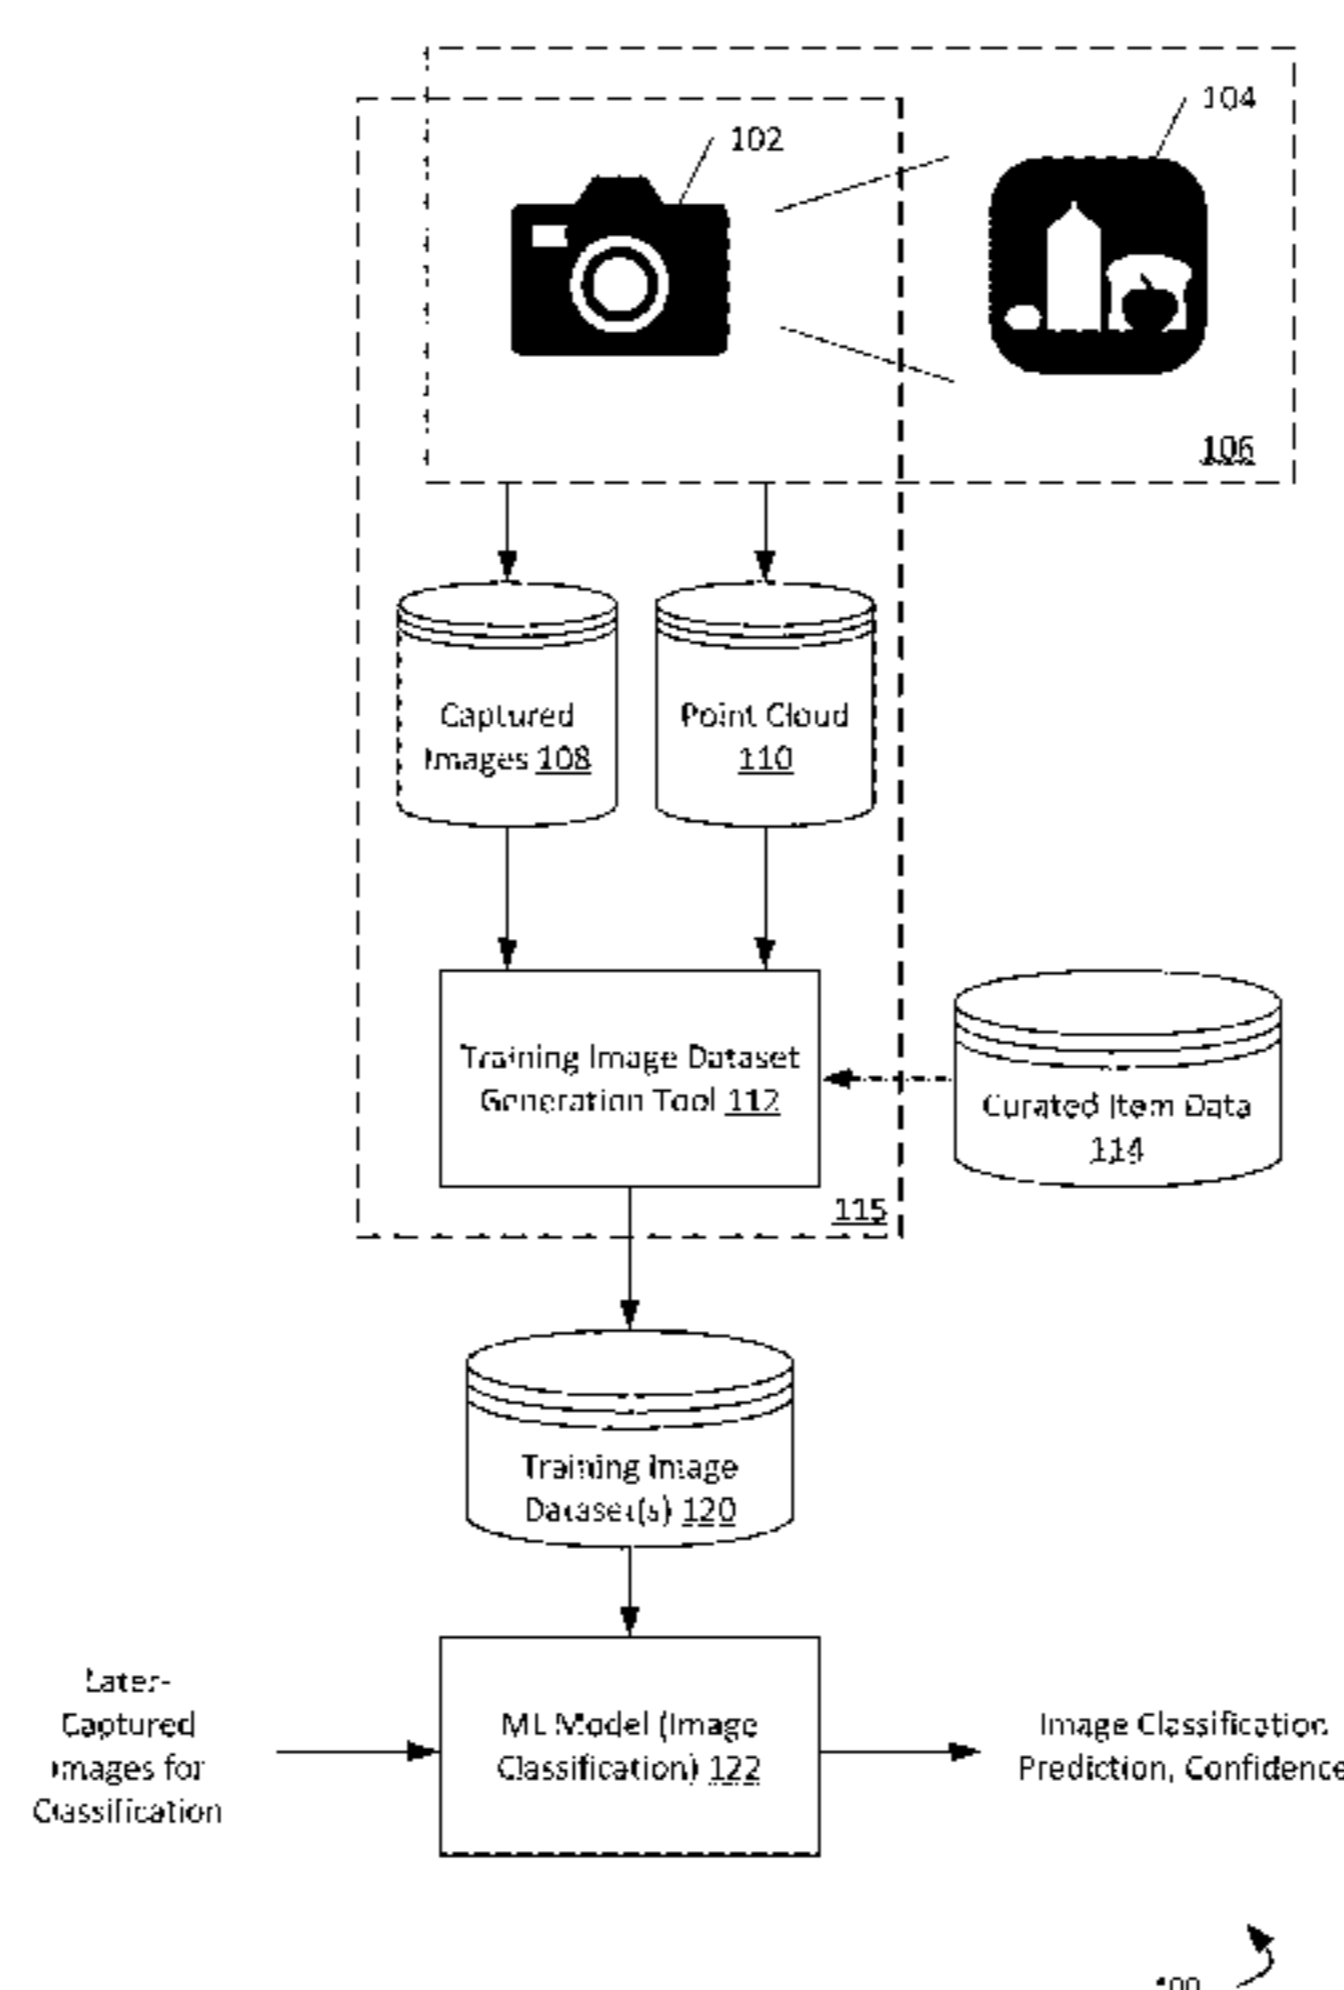 104
102
106
Captured
Images 108
Point Cloud
110
Training Image Dataset
Generation Tool 112
Curated Item Data
114
115
Training Image
Dataset(s) 120
Later-
Captured
Images for
Classification
ML Model (Image
Classification) 122
Image Classification
Prediction, Confidence